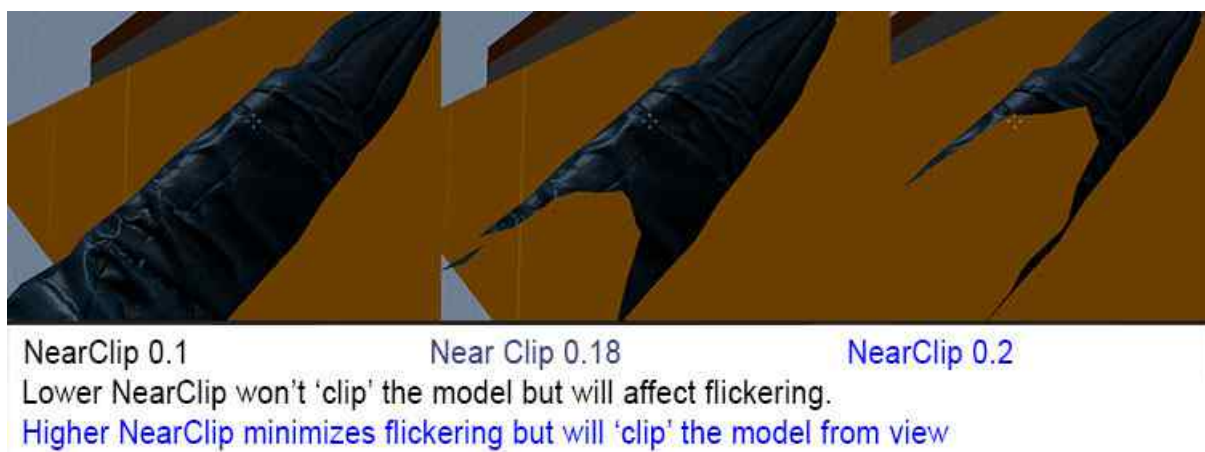 NearClip 0.1 Near Clip 0.18 NearClip 0.2
Lower NearClip won’t ‘clip’ the model but will affect flickering.
Higher NearClip minimizes flickering but will ‘clip’ the model from view